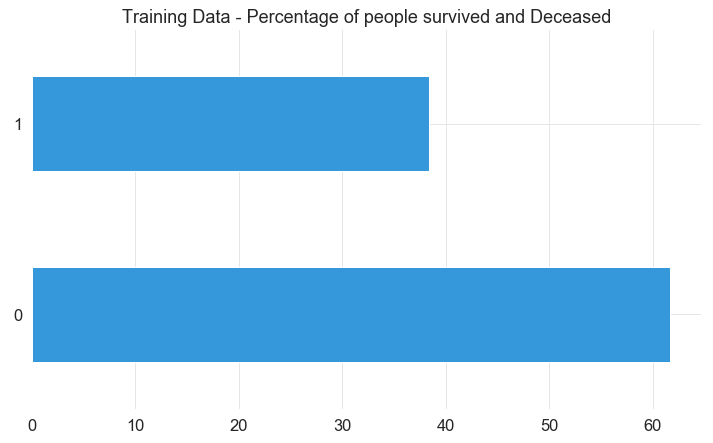 Training Data - Percentage of people survived and Deceased
1
0
0 10 20 30 40 50 60